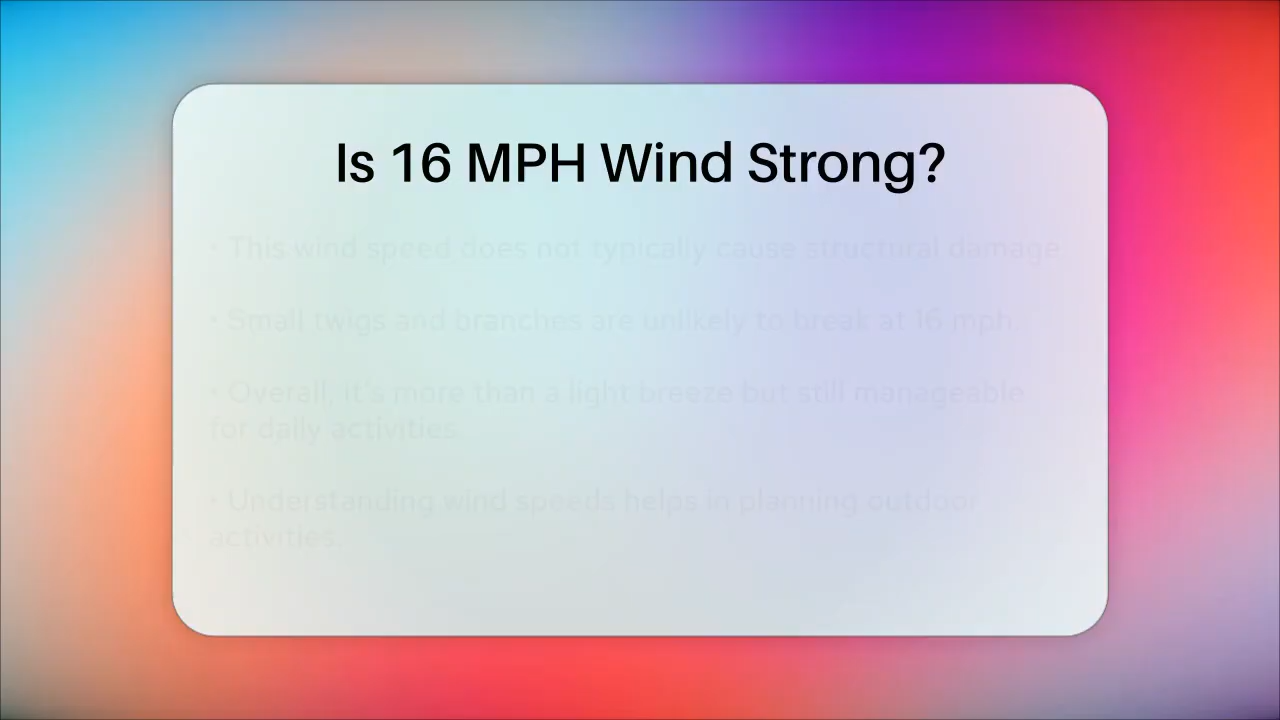 Is 16 MPH Wind Strong?
• This wind speed does not typically cause structural damage.
• Small twigs and branches are unlikely to break at 16 mph.
• Overall, it's more than a light breeze but still manageable
for daily activities.
• Understanding wind speeds helps in planning outdoor
activities.